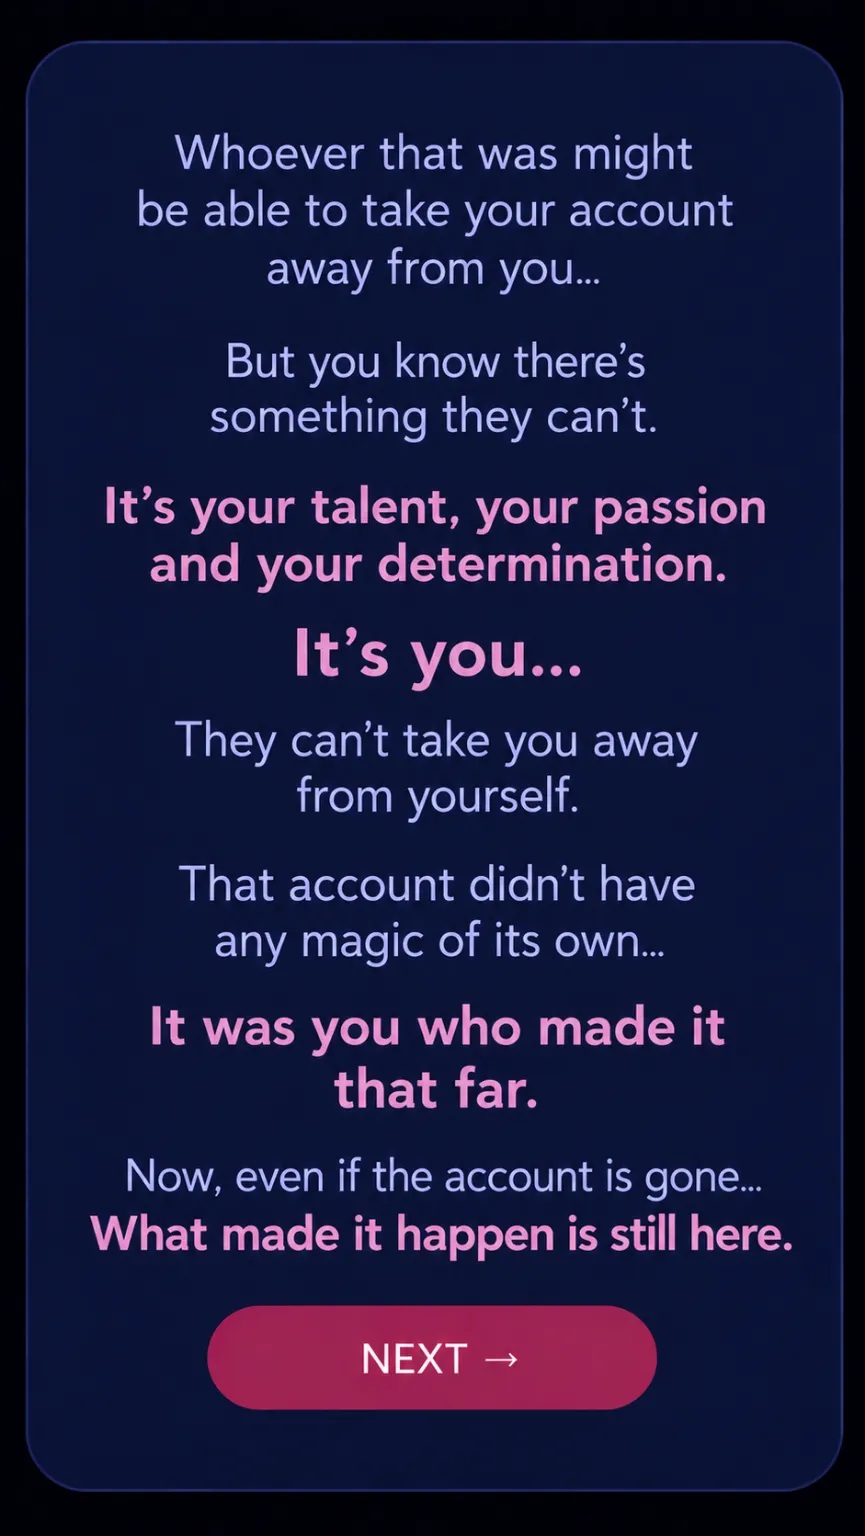 Whoever that was might
be able to take your account
away from you...
But you know there’s
something they can’t.
It’s your talent, your passion
and your determination.
It’s you...
They can’t take you away
from yourself.
That account didn’t have
any magic of its own...
It was you who made it
that far.
Now, even if the account is gone...
What made it happen is still here.
NEXT →